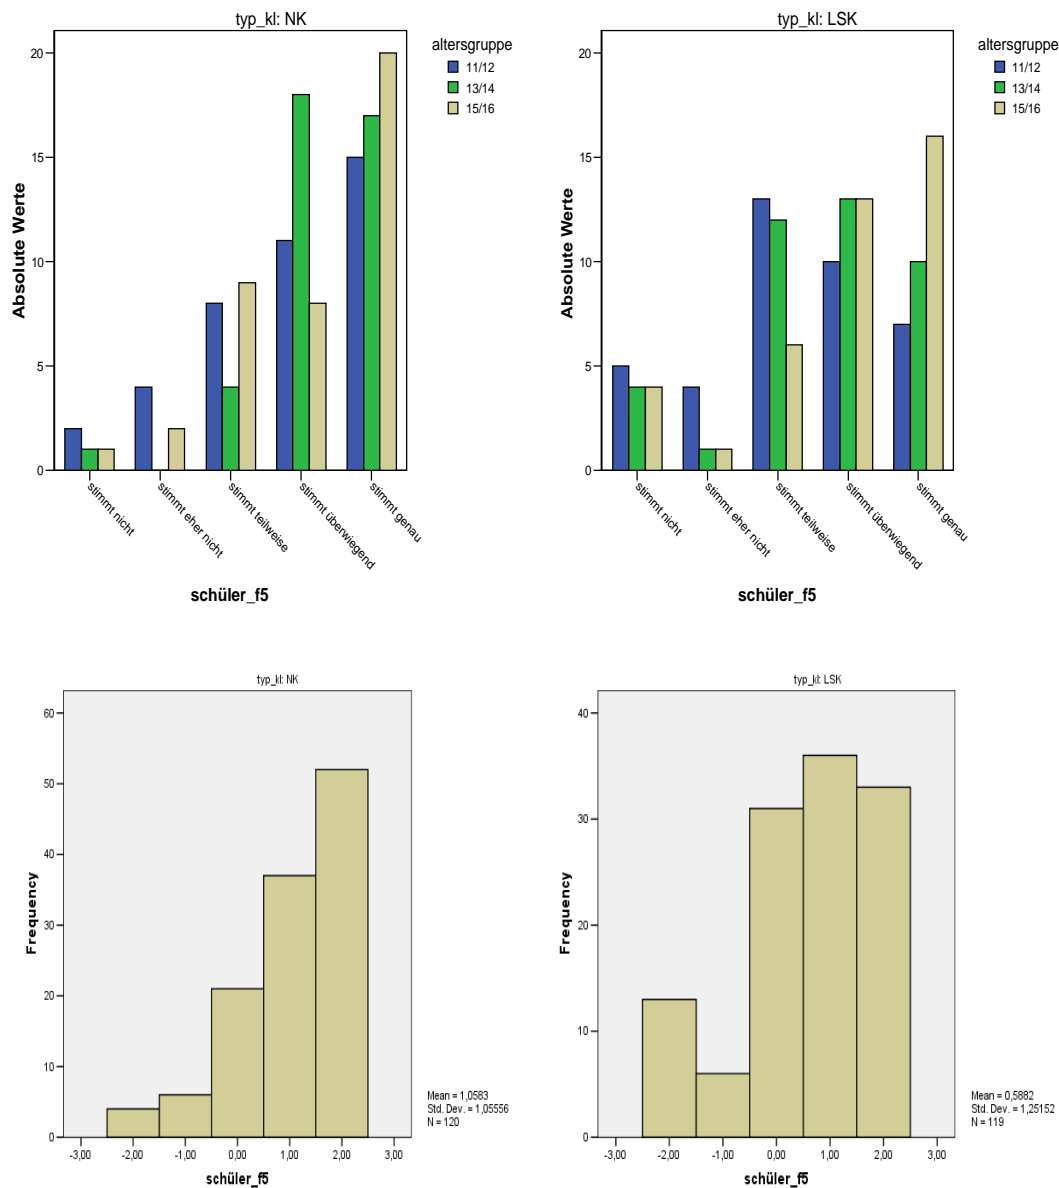 typ_kl: NK
altersgruppe
11/12
13/14
15/16
20
15
10
5
0
Absolute Werte
stimmt nicht
stimmt eher nicht
stimmt teilweise
stimmt überwiegend
stimmt genau
schüler_f5
typ_kl: LSK
altersgruppe
11/12
13/14
15/16
20
15
10
5
0
Absolute Werte
stimmt nicht
stimmt eher nicht
stimmt teilweise
stimmt überwiegend
stimmt genau
schüler_f5
typ_kl: NK
60
50
40
30
20
10
0
Frequency
-3,00 -2,00 -1,00 0,00 1,00 2,00 3,00
schüler_f5
Mean = 1,0583
Std. Dev. = 1,05556
N = 120
typ_kl: LSK
40
30
20
10
0
Frequency
-3,00 -2,00 -1,00 0,00 1,00 2,00 3,00
schüler_f5
Mean = 0,5882
Std. Dev. = 1,25152
N = 119